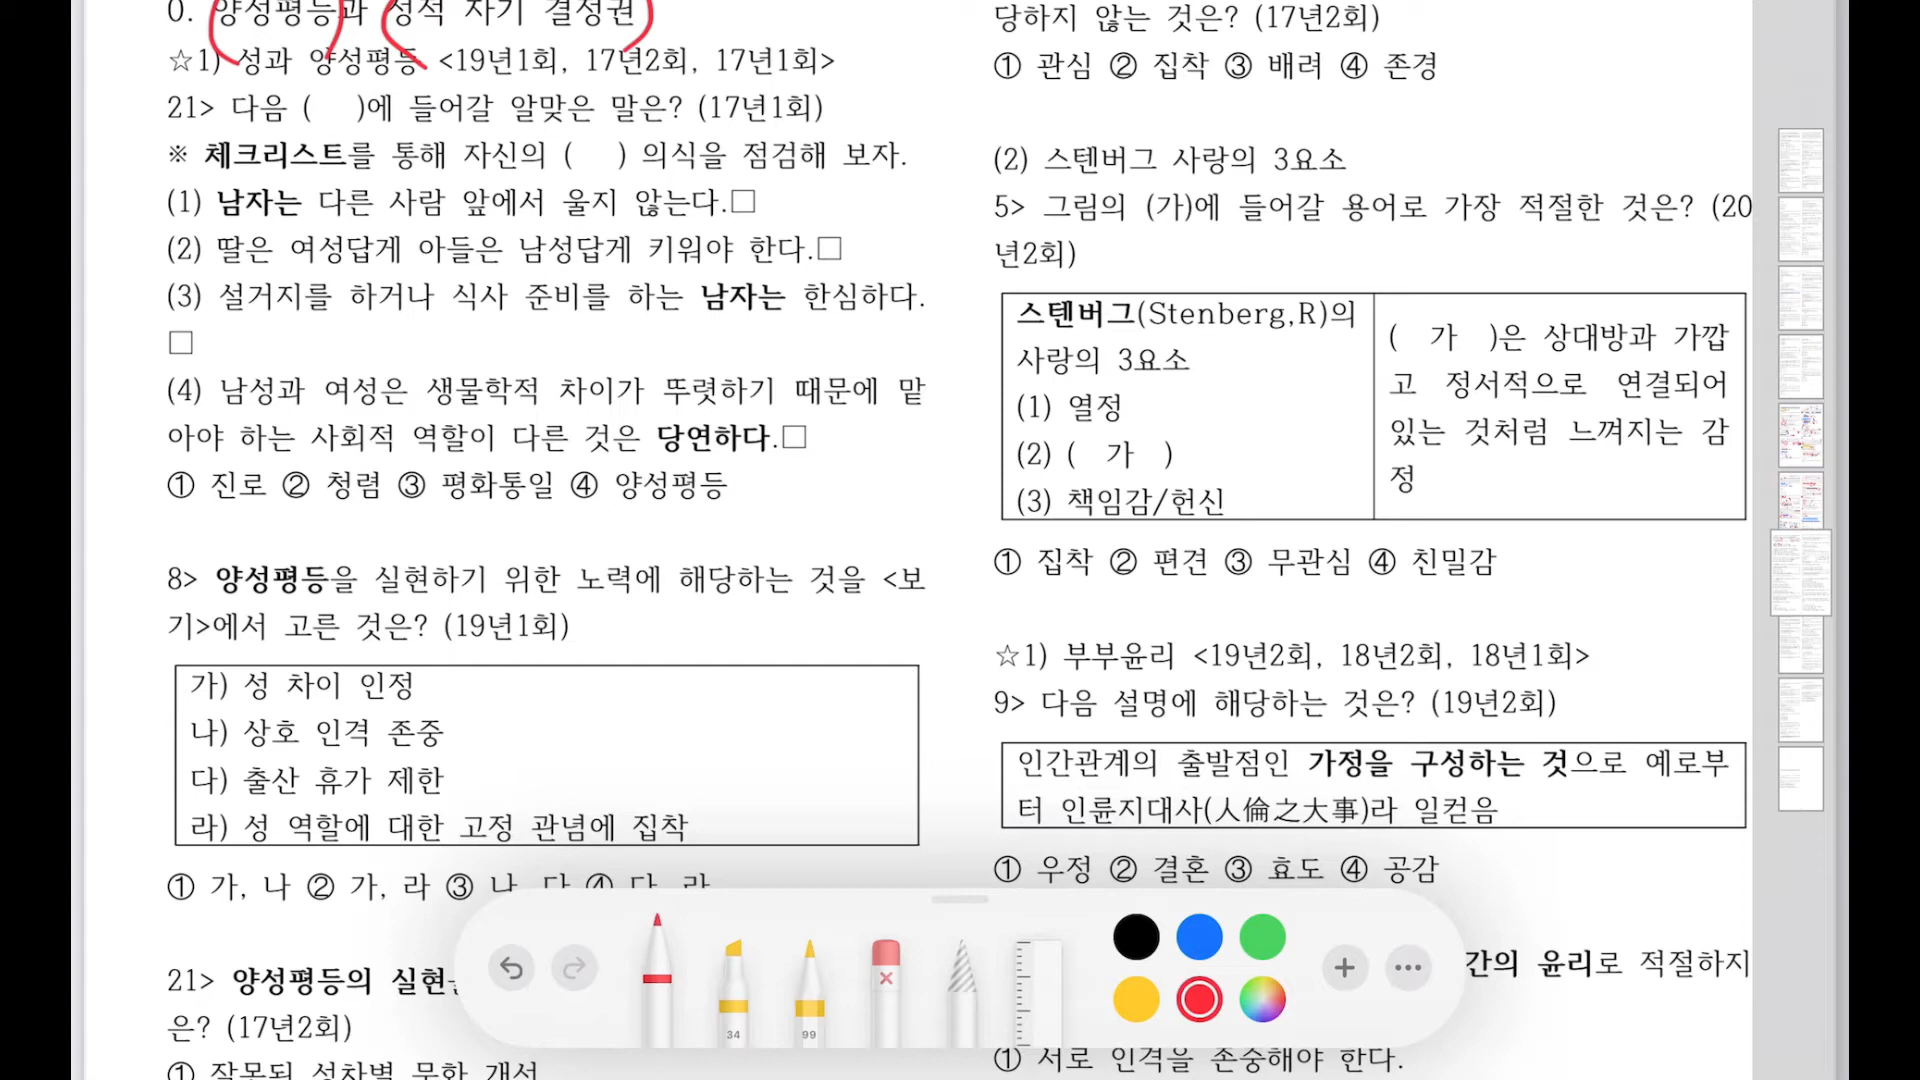 0. 양성평등과 성적 자기 결정권
☆1) 성과 양성평등 <19년1회, 17년2회, 17년1회>
21> 다음 (    )에 들어갈 알맞은 말은? (17년1회)
※ 체크리스트를 통해 자신의 (    ) 의식을 점검해 보자.
(1) 남자는 다른 사람 앞에서 울지 않는다.□
(2) 딸은 여성답게 아들은 남성답게 키워야 한다.□
(3) 설거지를 하거나 식사 준비를 하는 남자는 한심하다.
□
(4) 남성과 여성은 생물학적 차이가 뚜렷하기 때문에 맡
아야 하는 사회적 역할이 다른 것은 당연하다.□
① 진로 ② 청렴 ③ 평화통일 ④ 양성평등
8> 양성평등을 실현하기 위한 노력에 해당하는 것을 <보
기>에서 고른 것은? (19년1회)
가) 성 차이 인정
나) 상호 인격 존중
다) 출산 휴가 제한
라) 성 역할에 대한 고정 관념에 집착
① 가, 나 ② 가, 라 ③ 나, 다 ④ 다, 라
21> 양성평등의 실현
은? (17년2회)
① 잘못된 성차별 문화 개선
당하지 않는 것은? (17년2회)
① 관심 ② 집착 ③ 배려 ④ 존경
(2) 스텐버그 사랑의 3요소
5> 그림의 (가)에 들어갈 용어로 가장 적절한 것은? (20
년2회)
스텐버그(Stenberg,R)의
사랑의 3요소
(1) 열정
(2) (  가  )
(3) 책임감/헌신
(  가  )은 상대방과 가깝
고 정서적으로 연결되어
있는 것처럼 느껴지는 감
정
① 집착 ② 편견 ③ 무관심 ④ 친밀감
☆1) 부부윤리 <19년2회, 18년2회, 18년1회>
9> 다음 설명에 해당하는 것은? (19년2회)
인간관계의 출발점인 가정을 구성하는 것으로 예로부
터 인륜지대사(人倫之大事)라 일컫음
① 우정 ② 결혼 ③ 효도 ④ 공감
간의 윤리로 적절하지
① 서로 인격을 존중해야 한다.
34
99